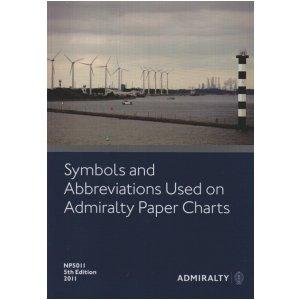 Symbols and
Abbreviations Used on
Admiralty Paper Charts
NP5011
5th Edition
2011
ADMIRALTY